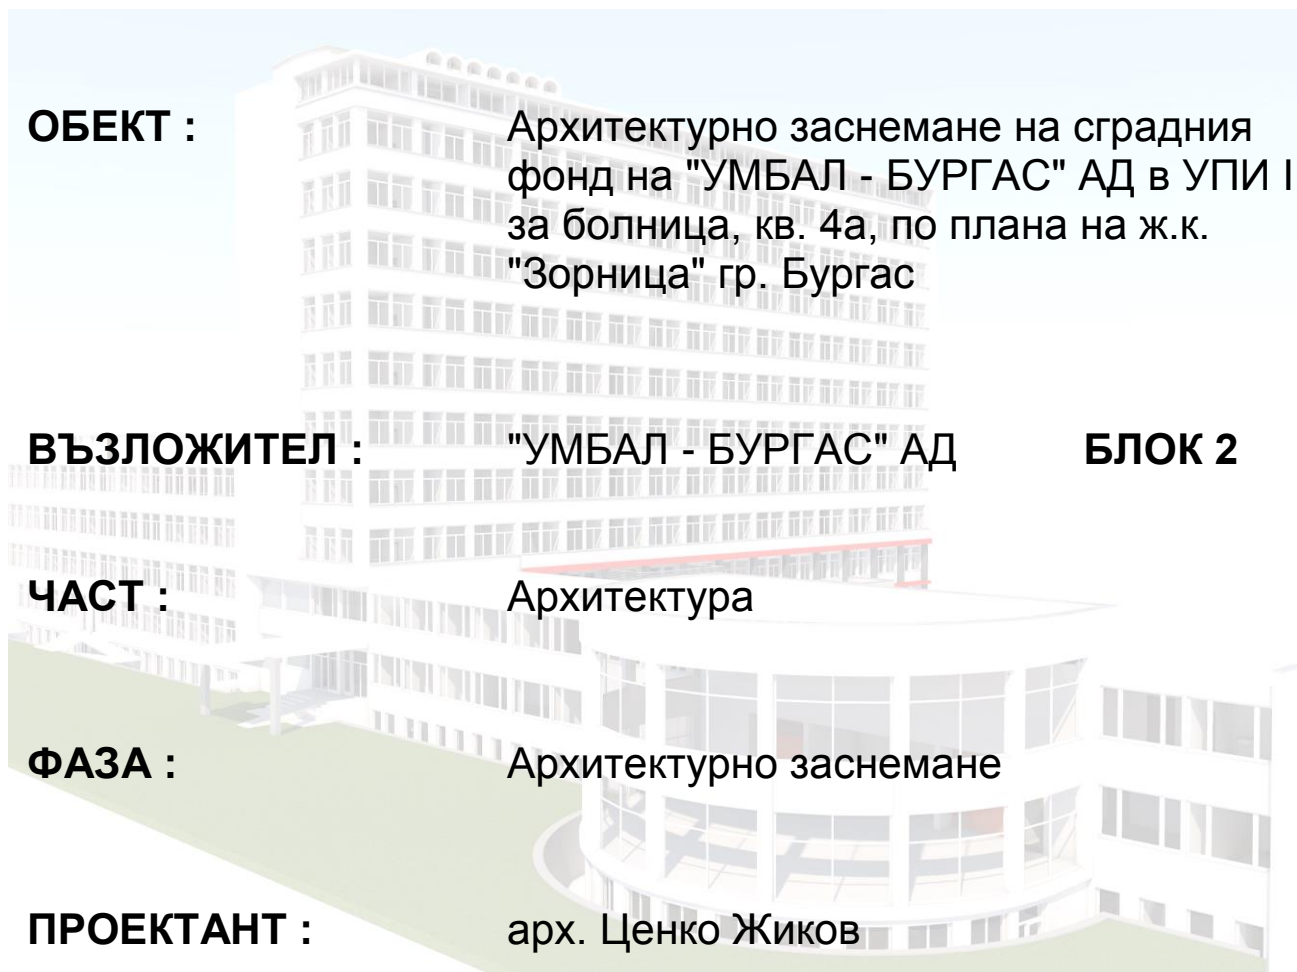 ОБЕКТ : Архитектурно заснемане на сградния
фонд на "УМБАЛ - БУРГАС" АД в УПИ I
за болница, кв. 4а, по плана на ж.к.
"Зорница" гр. Бургас
ВЪЗЛОЖИТЕЛ : "УМБАЛ - БУРГАС" АД БЛОК 2
ЧАСТ : Архитектура
ФАЗА : Архитектурно заснемане
ПРОЕКТАНТ : арх. Ценко Жиков